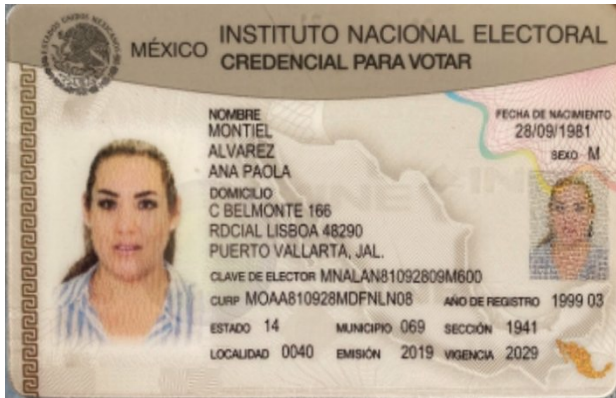 MÉXICO
INSTITUTO NACIONAL ELECTORAL
CREDENCIAL PARA VOTAR
NOMBRE
MONTIEL
ALVAREZ
ANA PAOLA
FECHA DE NACIMIENTO
28/09/1981
SEXO M
DOMICILIO
C BELMONTE 166
RDCIAL LISBOA 48290
PUERTO VALLARTA, JAL.
CLAVE DE ELECTOR MNALAN81092809M600
CURP MOAA810928MDFNLN08 AÑO DE REGISTRO 1999 03
ESTADO 14 MUNICIPIO 069 SECCIÓN 1941
LOCALIDAD 0040 EMISIÓN 2019 VIGENCIA 2029